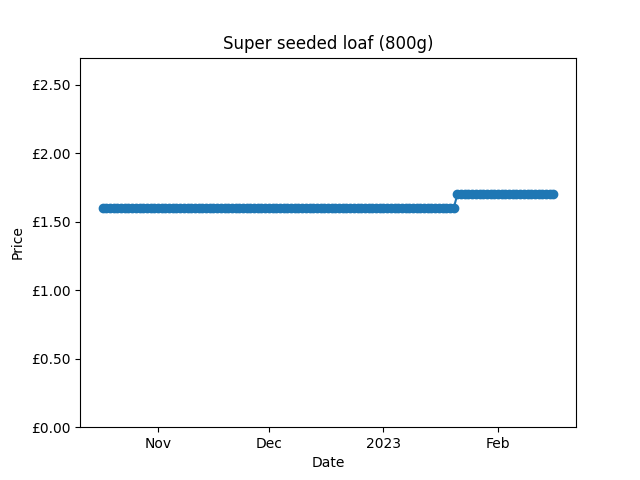 Super seeded loaf (800g)
£2.50
£2.00
£1.50
£1.00
£0.50
£0.00
Price
Nov Dec 2023 Feb
Date